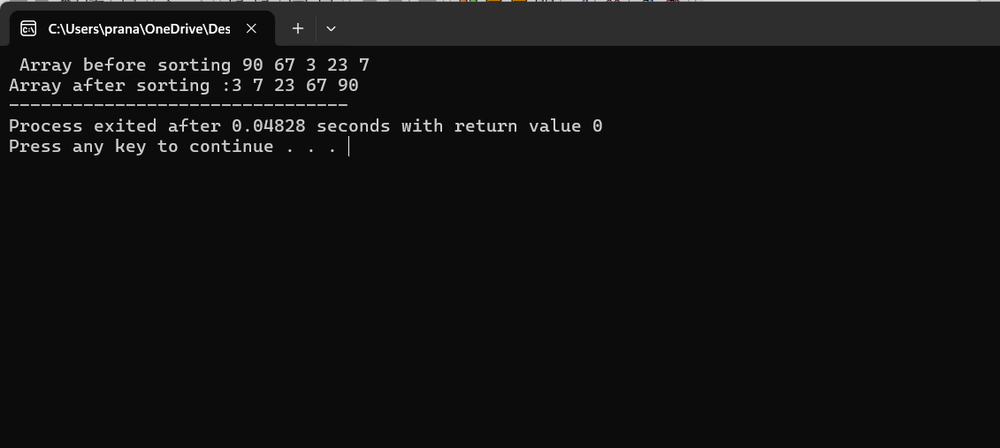 C:\Users\prana\OneDrive\Des
Array before sorting 90 67 3 23 7
Array after sorting :3 7 23 67 90
--------------------------------
Process exited after 0.04828 seconds with return value 0
Press any key to continue . . .